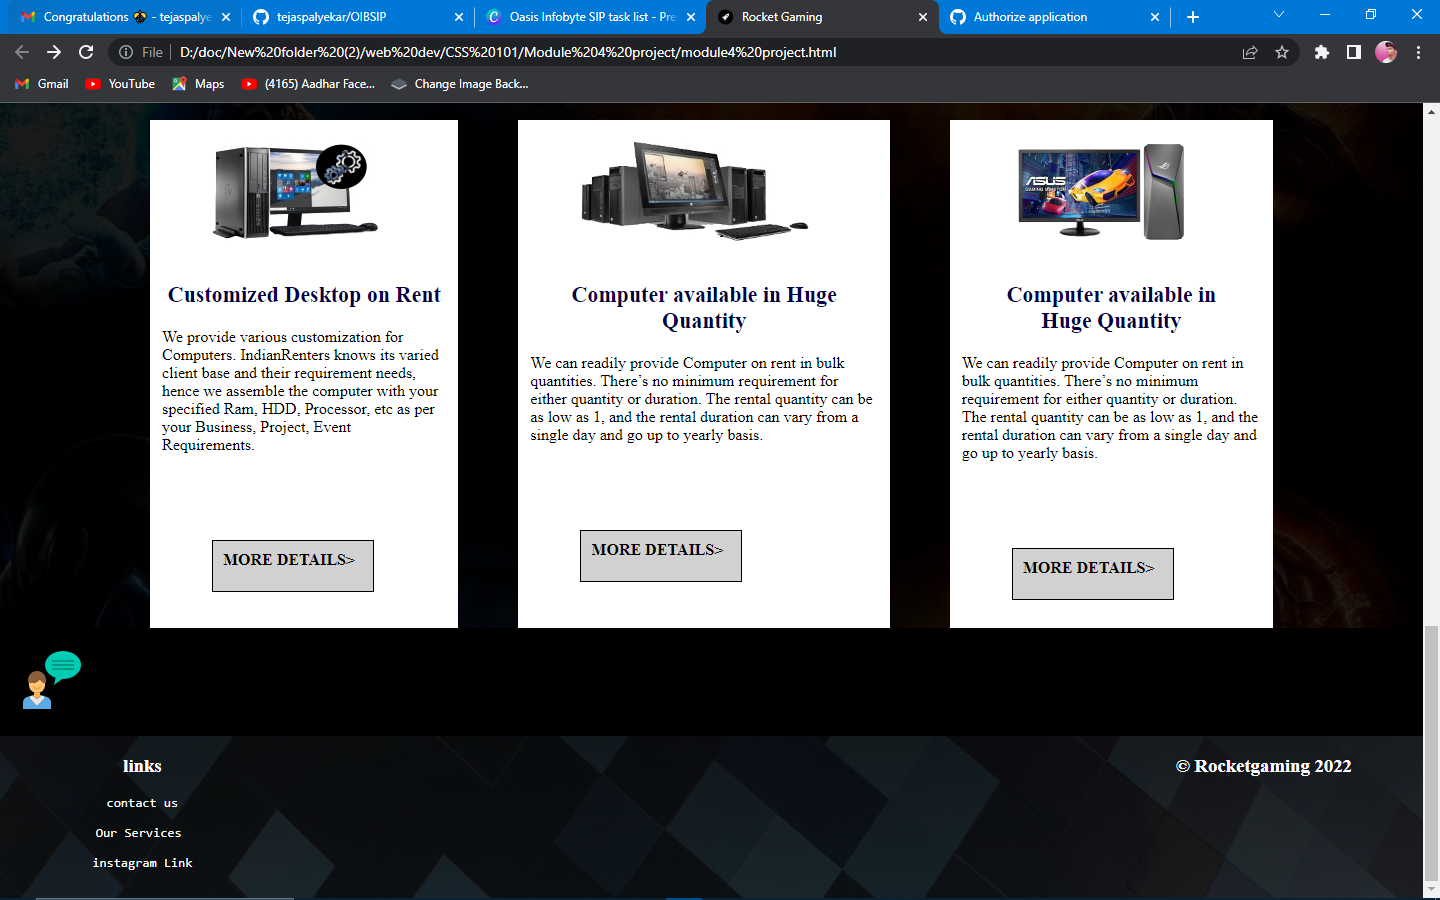 Congratulations 🎓 - tejaspalye
tejaspalyekar/OIBSIP
Oasis Infobyte SIP task list - Pre
Rocket Gaming
Authorize application
File
D:/doc/New%20folder%20(2)/web%20dev/CSS%20101/Module%204%20project/module4%20project.html
Gmail
YouTube
Maps
(4165) Aadhar Face...
Change Image Back...
ASUS
GAMING MONITOR
Customized Desktop on Rent
We provide various customization for
Computers. IndianRenters knows its varied
client base and their requirement needs,
hence we assemble the computer with your
specified Ram, HDD, Processor, etc as per
your Business, Project, Event
Requirements.
MORE DETAILS>
Computer available in Huge
Quantity
We can readily provide Computer on rent in bulk
quantities. There’s no minimum requirement for
either quantity or duration. The rental quantity can be
as low as 1, and the rental duration can vary from a
single day and go up to yearly basis.
MORE DETAILS>
Computer available in
Huge Quantity
We can readily provide Computer on rent in
bulk quantities. There’s no minimum
requirement for either quantity or duration.
The rental quantity can be as low as 1, and the
rental duration can vary from a single day and
go up to yearly basis.
MORE DETAILS>
links
contact us
Our Services
instagram Link
© Rocketgaming 2022